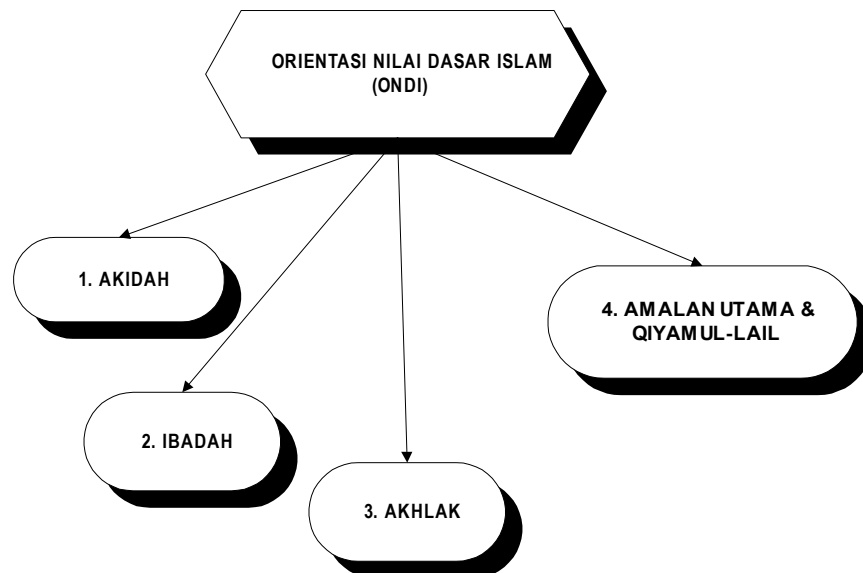 ORIENTASI NILAI DASAR ISLAM
(ONDI)
1. AKIDAH
2. IBADAH
3. AKHLAK
4. AMALAN UTAMA &
QIYAMUL-LAIL